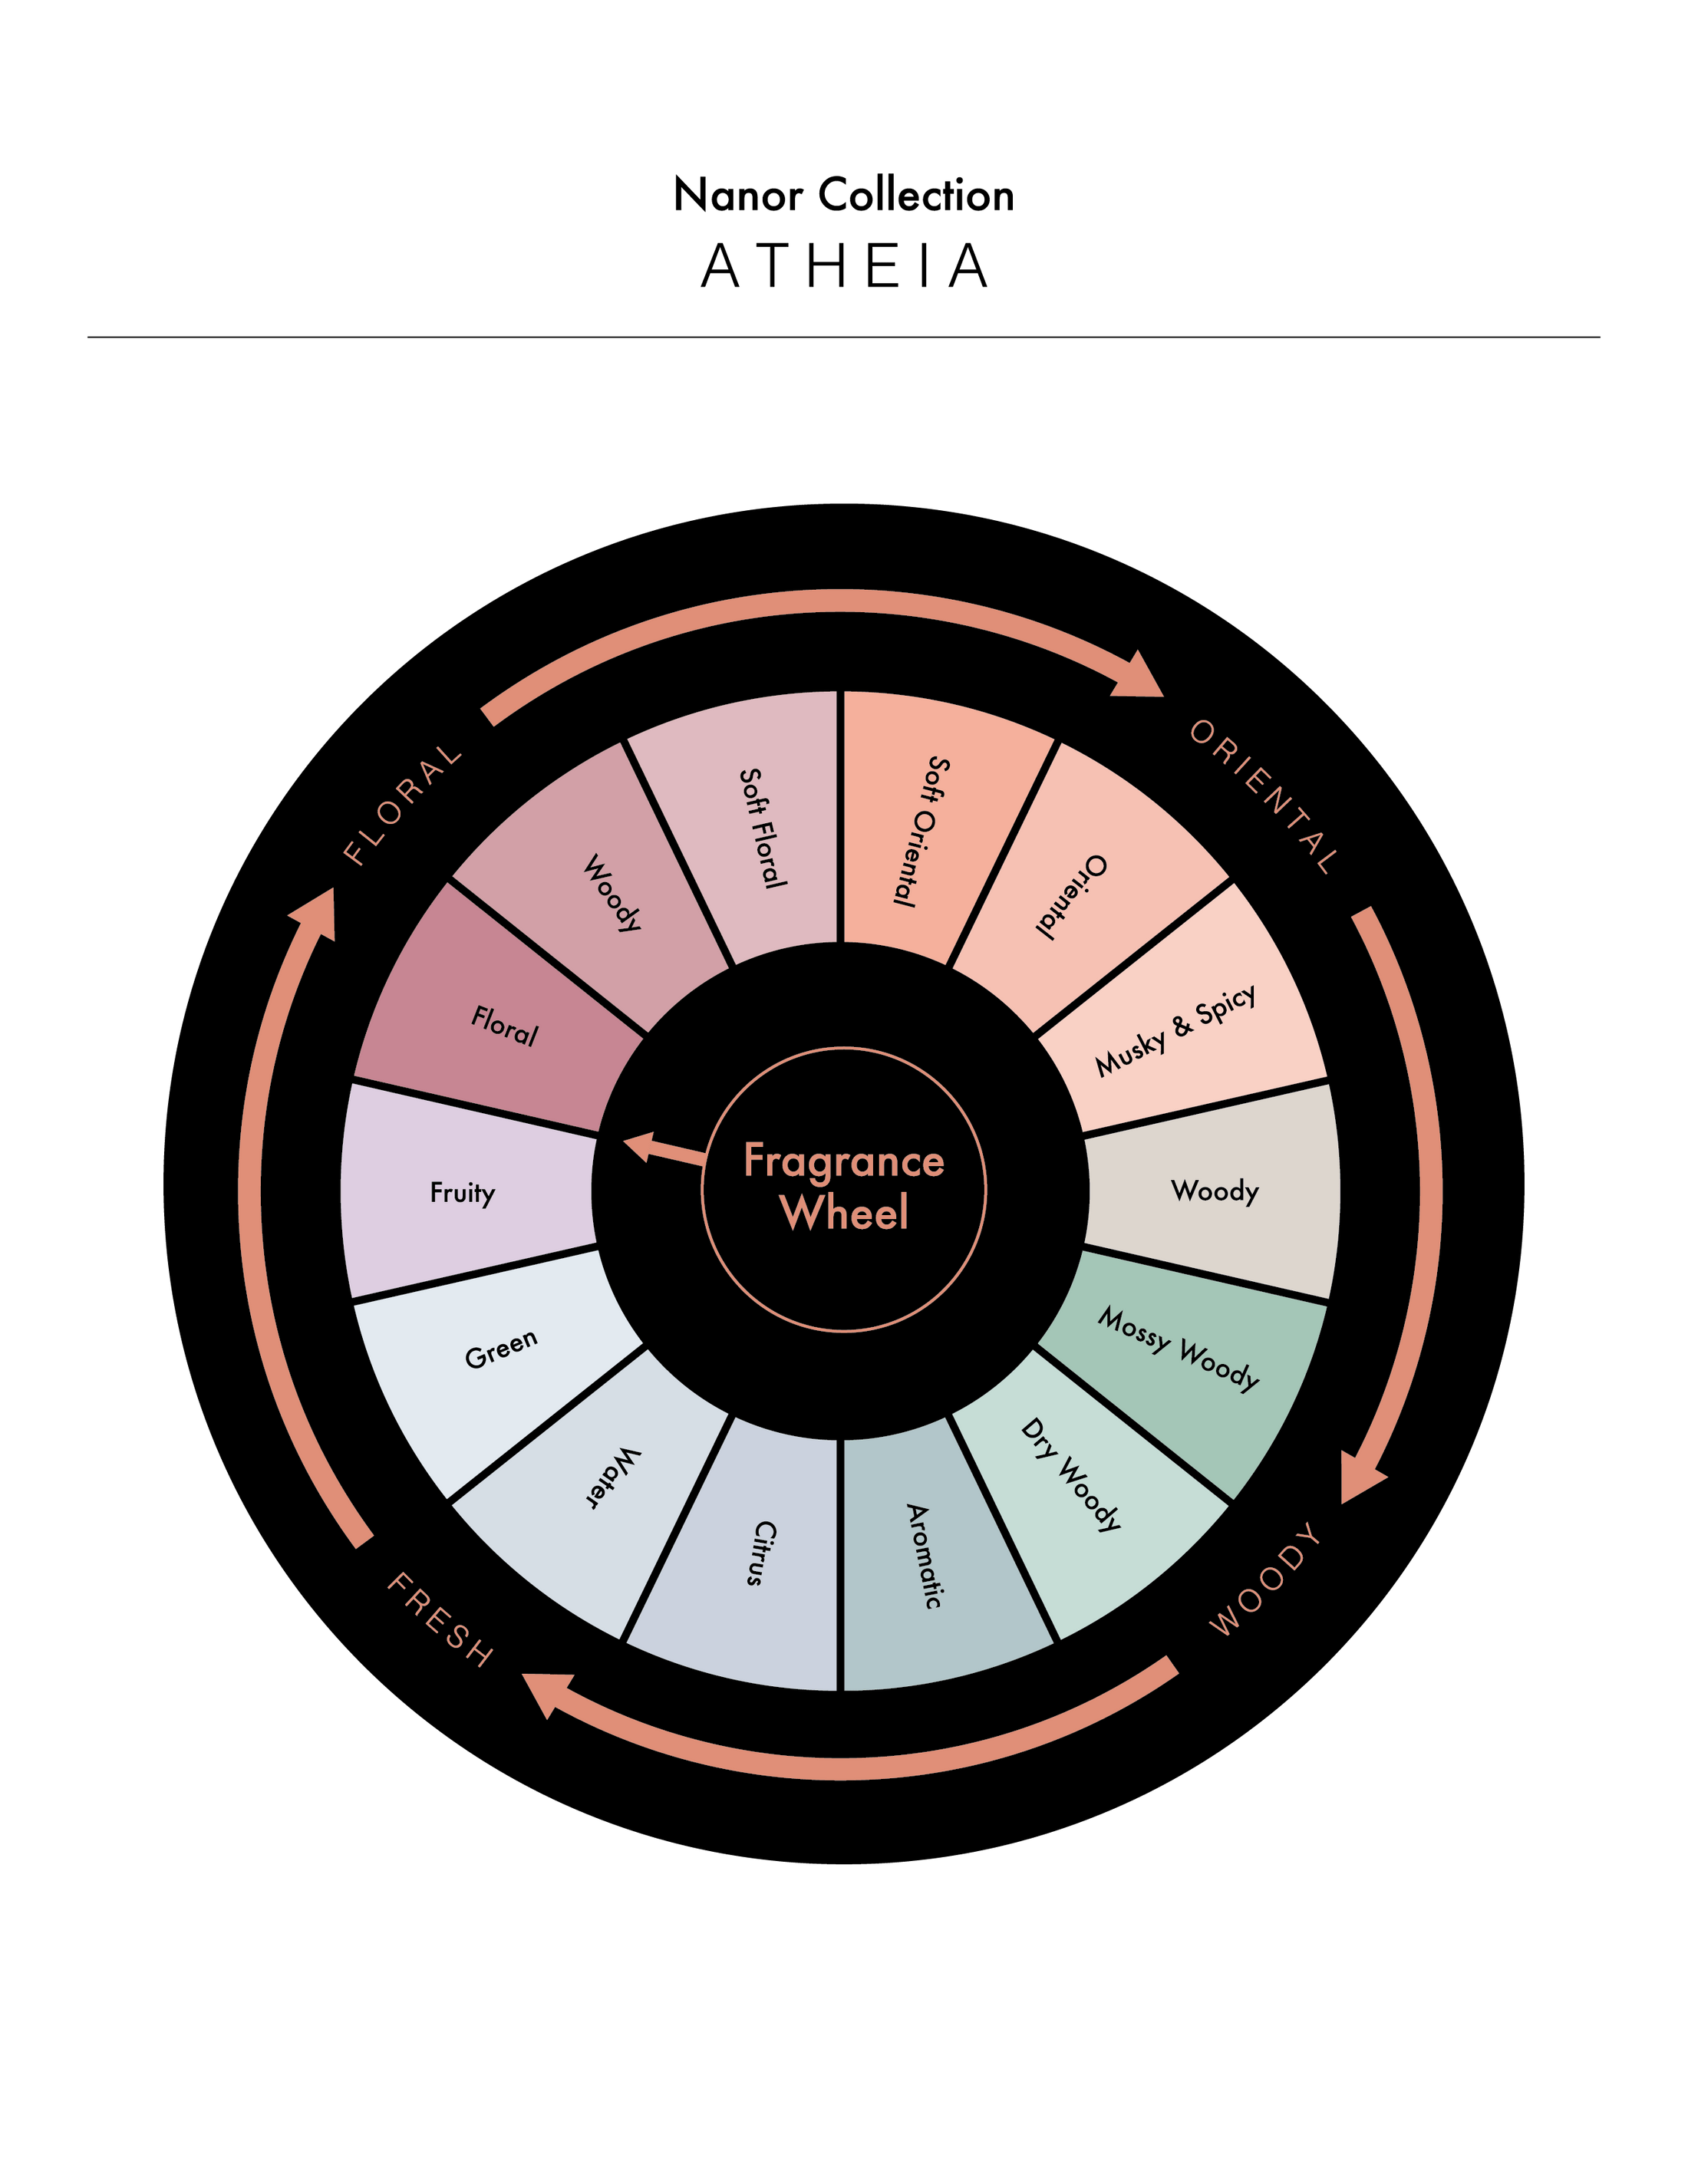 Nanor Collection
ATHEIA
FLORAL
ORIENTAL
WOODY
FRESH
Soft Oriental
Oriental
Musky & Spicy
Woody
Mossy Woody
Dry Woody
Aromatic
Citrus
Water
Green
Fruity
Floral
Woody
Soft Floral
Fragrance
Wheel